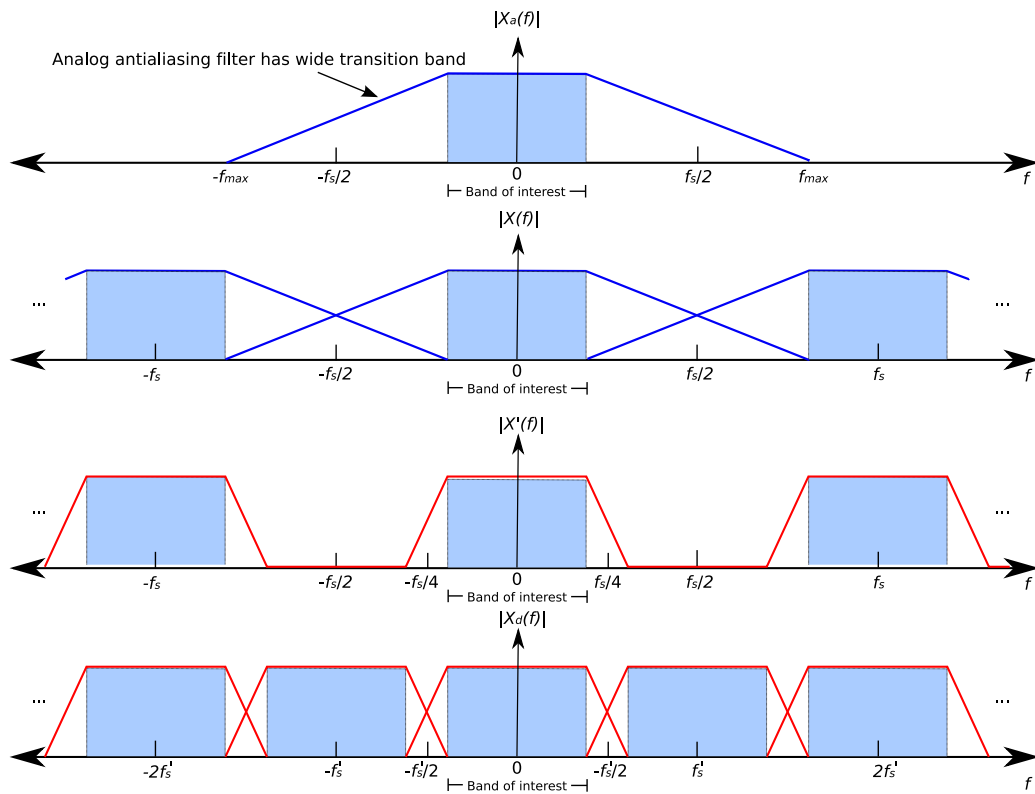 |Xₐ(f)|
Analog antialiasing filter has wide transition band
-fₘₐₓ -fₛ/2 0 fₛ/2 fₘₐₓ f
Band of interest
|X(f)|
... ...
-fₛ -fₛ/2 0 fₛ/2 fₛ f
Band of interest
|X'(f)|
... ...
-fₛ -fₛ/2 -fₛ/4 0 fₛ/4 fₛ/2 fₛ f
Band of interest
|X_d(f)|
... ...
-2fₛ' -fₛ' -fₛ'/2 0 -fₛ'/2 fₛ' 2fₛ' f
Band of interest